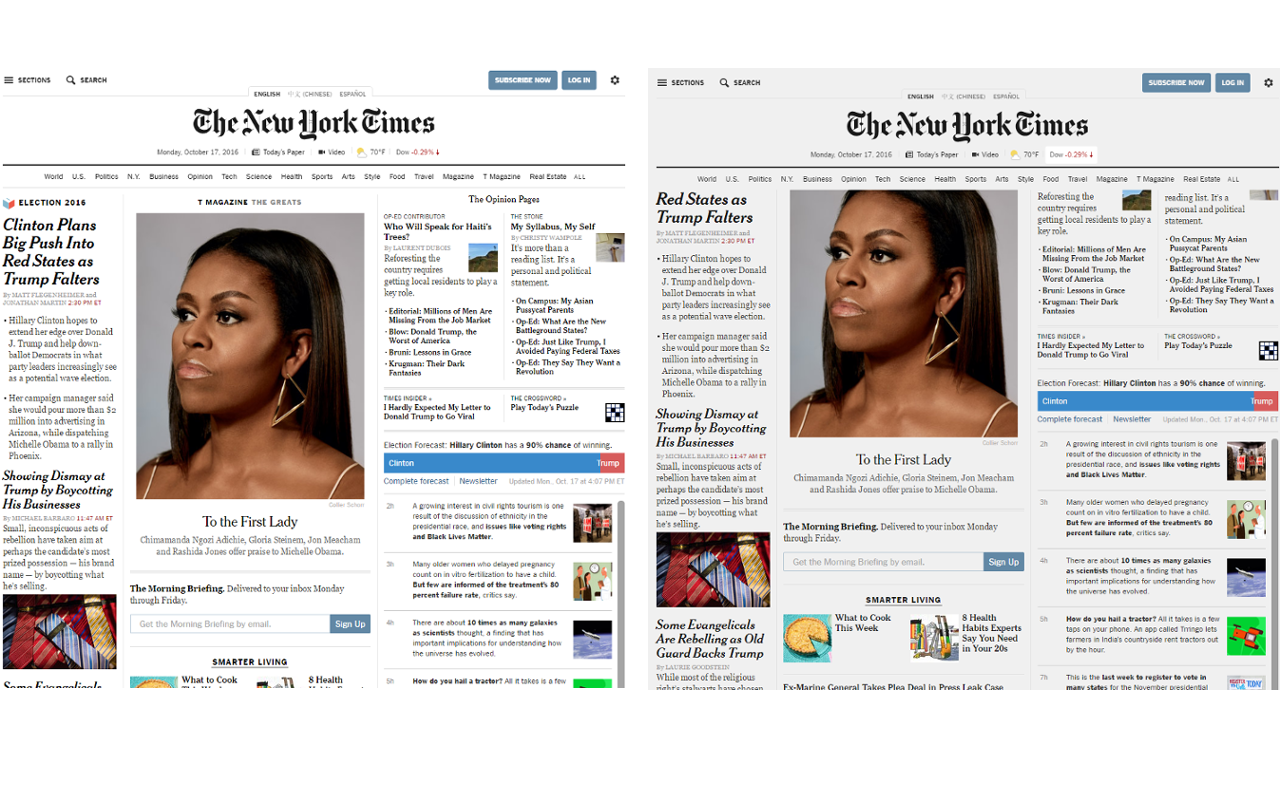 SECTIONS
SEARCH
SUBSCRIBE NOW
LOG IN
ENGLISH 中文 (CHINESE) ESPAÑOL
The New York Times
Monday, October 17, 2016
Today's Paper
Video
70°F
Dow -0.29%
World U.S. Politics N.Y. Business Opinion Tech Science Health Sports Arts Style Food Travel Magazine T Magazine Real Estate ALL
ELECTION 2016
Clinton Plans
Big Push Into
Red States as
Trump Falters
By MATT FLEGENHEIMER and
JONATHAN MARTIN 2:30 PM ET
• Hillary Clinton hopes to
extend her edge over Donald
J. Trump and help down-
ballot Democrats in what
party leaders increasingly see
as a potential wave election.
• Her campaign manager said
she would pour more than $2
million into advertising in
Arizona, while dispatching
Michelle Obama to a rally in
Phoenix.
Showing Dismay at
Trump by Boycotting
His Businesses
By MICHAEL BARBARO 11:47 AM ET
Small, inconspicuous acts of
rebellion have taken aim at
perhaps the candidate's most
prized possession — his brand
name — by boycotting what
he's selling.
Some Evangelicals
T MAGAZINE THE GREATS
Collier Schorr
To the First Lady
Chimamanda Ngozi Adichie, Gloria Steinem, Jon Meacham
and Rashida Jones offer praise to Michelle Obama.
The Morning Briefing. Delivered to your inbox Monday
through Friday.
Get the Morning Briefing by email.
Sign Up
SMARTER LIVING
What to Cook
This Week
8 Health
Habits Experts
The Opinion Pages
OP-ED CONTRIBUTOR
Who Will Speak for Haiti's
Trees?
By LAURENT DUBOIS
Reforesting the
country requires
getting local residents to play a
key role.
• Editorial: Millions of Men Are
Missing From the Job Market
• Blow: Donald Trump, the
Worst of America
• Bruni: Lessons in Grace
• Krugman: Their Dark
Fantasies
THE STONE
My Syllabus, My Self
By CHRISTY WAMPOLE
It's more than a
reading list. It's a
personal and political
statement.
• On Campus: My Asian
Pussycat Parents
• Op-Ed: What Are the New
Battleground States?
• Op-Ed: Just Like Trump, I
Avoided Paying Federal Taxes
• Op-Ed: They Say They Want a
Revolution
TIMES INSIDER »
I Hardly Expected My Letter to
Donald Trump to Go Viral
THE CROSSWORD »
Play Today's Puzzle
Election Forecast: Hillary Clinton has a 90% chance of winning.
Clinton
Trump
Complete forecast
Newsletter
Updated Mon., Oct. 17 at 4:07 PM ET
2h
A growing interest in civil rights tourism is one
result of the discussion of ethnicity in the
presidential race, and issues like voting rights
and Black Lives Matter.
3h
Many older women who delayed pregnancy
count on in vitro fertilization to have a child.
But few are informed of the treatment's 80
percent failure rate, critics say.
4h
There are about 10 times as many galaxies
as scientists thought, a finding that has
important implications for understanding how
the universe has evolved.
5h
How do you hail a tractor? All it takes is a few
SECTIONS
SEARCH
SUBSCRIBE NOW
LOG IN
ENGLISH 中文 (CHINESE) ESPAÑOL
The New York Times
Monday, October 17, 2016
Today's Paper
Video
70°F
Dow -0.29%
World U.S. Politics N.Y. Business Opinion Tech Science Health Sports Arts Style Food Travel Magazine T Magazine Real Estate ALL
Red States as
Trump Falters
By MATT FLEGENHEIMER and
JONATHAN MARTIN 2:30 PM ET
• Hillary Clinton hopes to
extend her edge over Donald
J. Trump and help down-
ballot Democrats in what
party leaders increasingly see
as a potential wave election.
• Her campaign manager said
she would pour more than $2
million into advertising in
Arizona, while dispatching
Michelle Obama to a rally in
Phoenix.
Showing Dismay at
Trump by Boycotting
His Businesses
By MICHAEL BARBARO 11:47 AM ET
Small, inconspicuous acts of
rebellion have taken aim at
perhaps the candidate's most
prized possession — his brand
name — by boycotting what
he's selling.
Some Evangelicals
Are Rebelling as Old
Guard Backs Trump
By LAURIE GOODSTEIN
While most of the religious
right's stalwarts have chosen
Collier Schorr
To the First Lady
Chimamanda Ngozi Adichie, Gloria Steinem, Jon Meacham
and Rashida Jones offer praise to Michelle Obama.
The Morning Briefing. Delivered to your inbox Monday
through Friday.
Get the Morning Briefing by email.
Sign Up
SMARTER LIVING
What to Cook
This Week
8 Health
Habits Experts
Say You Need
in Your 20s
Ex-Marine General Takes Plea Deal in Press Leak Case
Reforesting the
country requires
getting local residents to play a
key role.
• Editorial: Millions of Men Are
Missing From the Job Market
• Blow: Donald Trump, the
Worst of America
• Bruni: Lessons in Grace
• Krugman: Their Dark
Fantasies
reading list. It's a
personal and political
statement.
• On Campus: My Asian
Pussycat Parents
• Op-Ed: What Are the New
Battleground States?
• Op-Ed: Just Like Trump, I
Avoided Paying Federal Taxes
• Op-Ed: They Say They Want a
Revolution
TIMES INSIDER »
I Hardly Expected My Letter to
Donald Trump to Go Viral
THE CROSSWORD »
Play Today's Puzzle
Election Forecast: Hillary Clinton has a 90% chance of winning.
Clinton
Trump
Complete forecast
Newsletter
Updated Mon., Oct. 17 at 4:07 PM ET
2h
A growing interest in civil rights tourism is one
result of the discussion of ethnicity in the
presidential race, and issues like voting rights
and Black Lives Matter.
3h
Many older women who delayed pregnancy
count on in vitro fertilization to have a child.
But few are informed of the treatment's 80
percent failure rate, critics say.
4h
There are about 10 times as many galaxies
as scientists thought, a finding that has
important implications for understanding how
the universe has evolved.
5h
How do you hail a tractor? All it takes is a few
taps on your phone. An app called Trringo lets
farmers in India's countryside rent tractors out
by the hour.
7h
This is the last week to register to vote in
many states for the November presidential